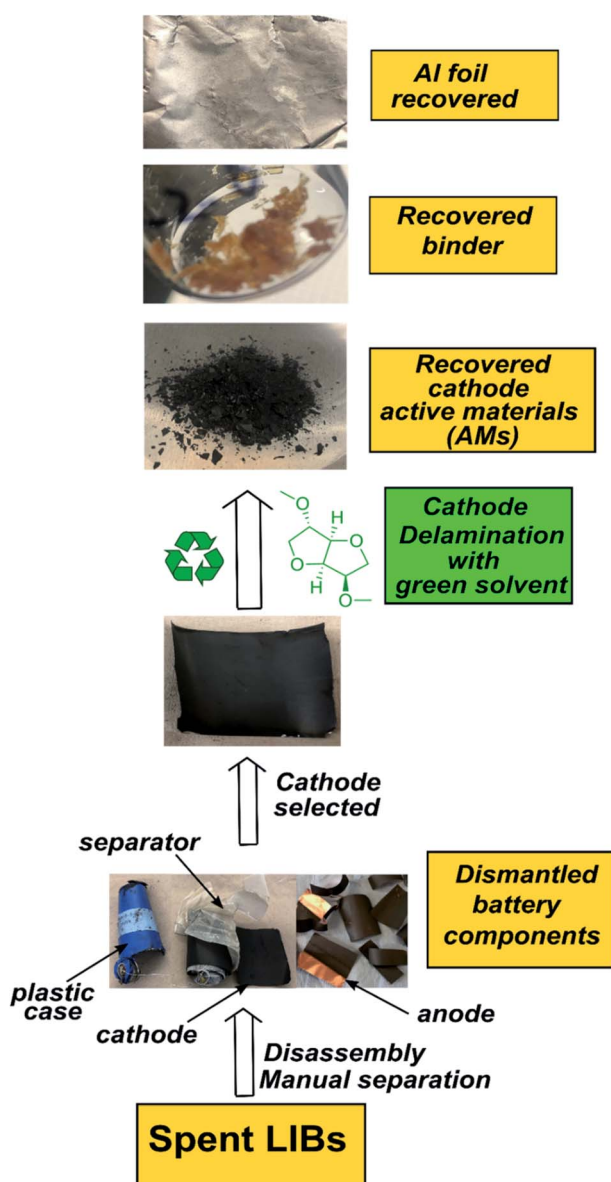 Al foil
recovered
Recovered
binder
Recovered
cathode
active materials
(AMs)
Cathode
Delamination
with
green solvent
O
H
O
O
H
O
Cathode
selected
separator
Dismantled
battery
components
plastic
case
cathode
anode
Disassembly
Manual separation
Spent LIBs